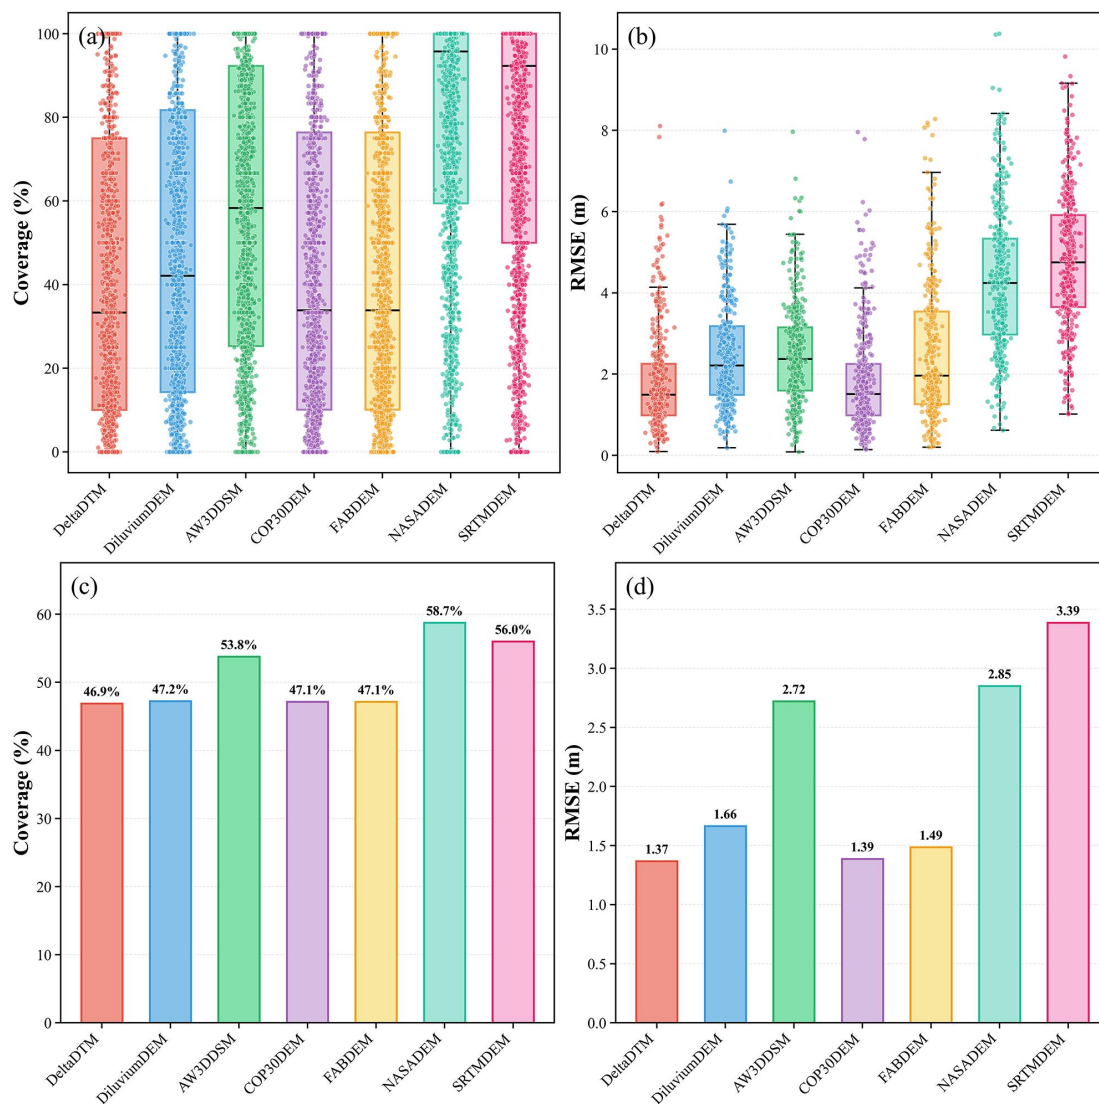 (a)
Coverage (%)
100
80
60
40
20
0
DeltaDTM
DiluviumDEM
AW3DDSM
COP30DEM
FABDEM
NASADEM
SRTMDEM
(b)
RMSE (m)
10
8
6
4
2
0
DeltaDTM
DiluviumDEM
AW3DDSM
COP30DEM
FABDEM
NASADEM
SRTMDEM
(c)
Coverage (%)
60
50
40
30
20
10
0
46.9%
47.2%
53.8%
47.1%
47.1%
58.7%
56.0%
DeltaDTM
DiluviumDEM
AW3DDSM
COP30DEM
FABDEM
NASADEM
SRTMDEM
(d)
RMSE (m)
3.5
3.0
2.5
2.0
1.5
1.0
0.5
0.0
1.37
1.66
2.72
1.39
1.49
2.85
3.39
DeltaDTM
DiluviumDEM
AW3DDSM
COP30DEM
FABDEM
NASADEM
SRTMDEM